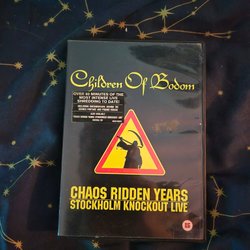 Children Of Bodom
OVER 90 MINUTES OF THE
MOST INTENSE LIVE
SHREDDING TO DATE!
CHAOS RIDDEN YEARS
STOCKHOLM KNOCKOUT LIVE